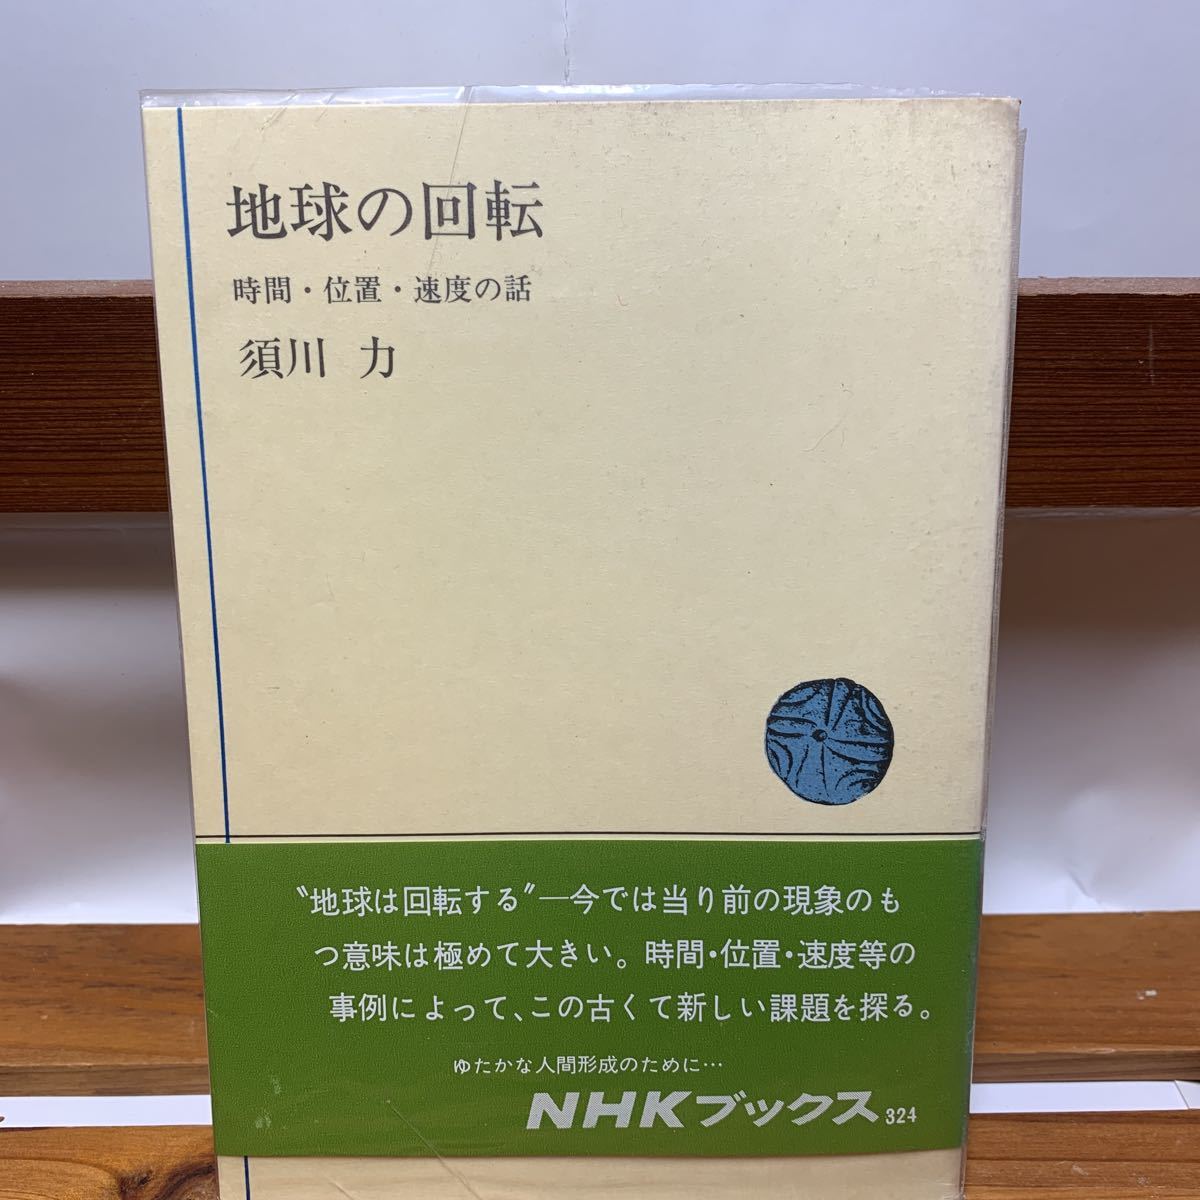 地球の回転
時間・位置・速度の話
須川 力
〝地球は回転する〟―今では当り前の現象のも
つ意味は極めて大きい。時間・位置・速度等の
事例によって、この古くて新しい課題を探る。
ゆたかな人間形成のために…
NHKブックス 324